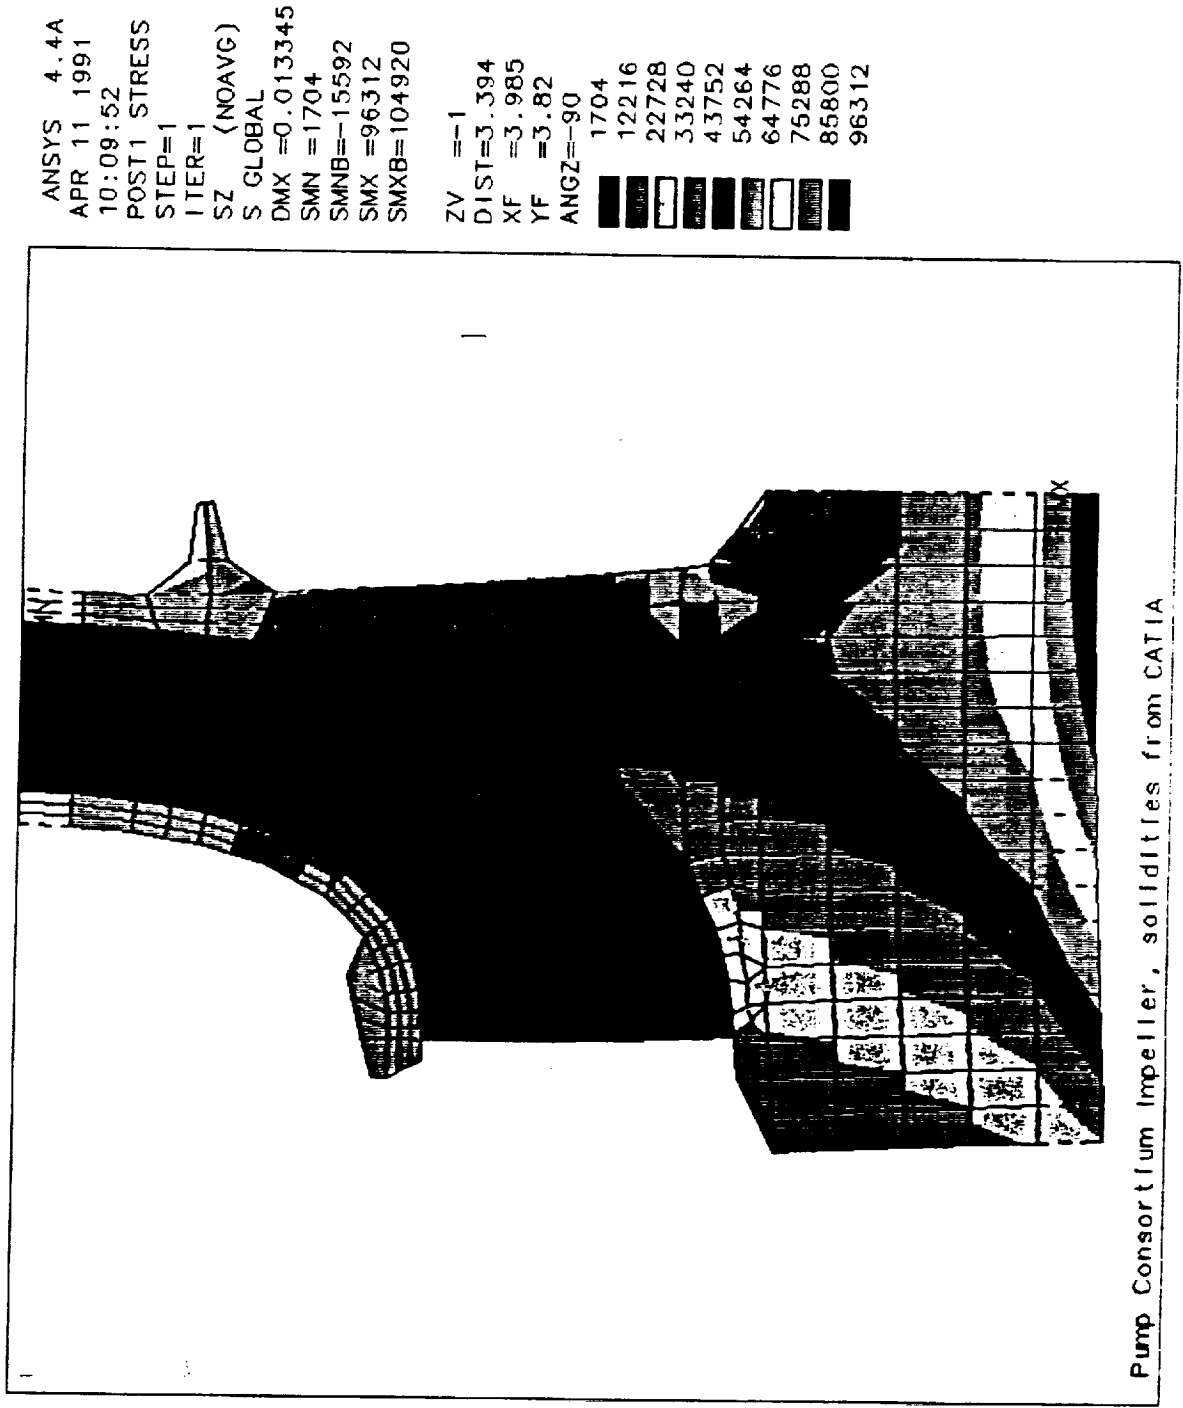 ANSYS 4.4A
APR 11 1991
10:09:52
POST1 STRESS
STEP=1
ITER=1
SZ (NOAVG)
S GLOBAL
DMX =0.013345
SMN =1704
SMNB=-15592
SMX =96312
SMXB=104920
ZV =-1
DIST=3.394
XF =3.985
YF =3.82
ANGZ=-90
1704
12216
22728
33240
43752
54264
64776
75288
85800
96312
MX
Pump Consortium Impeller, soliditles from CATIA